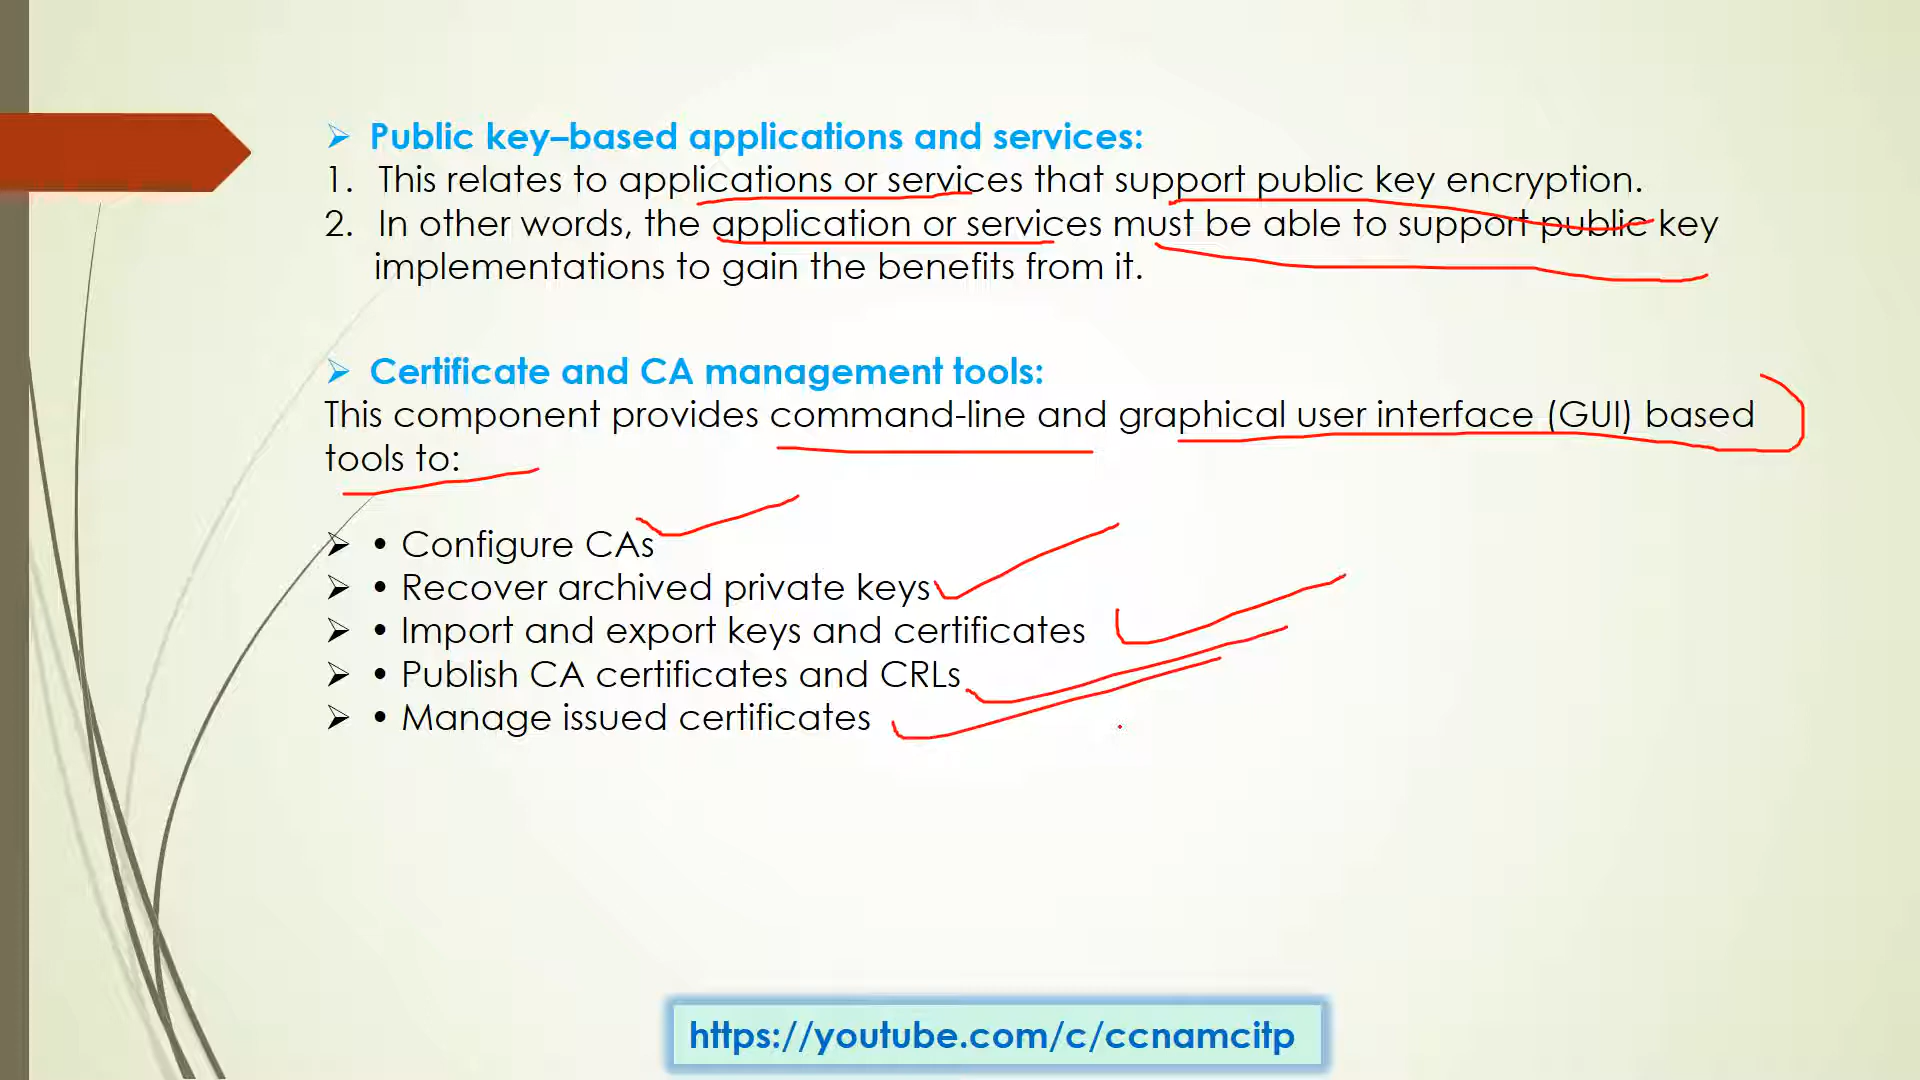 ➢ Public key–based applications and services:
1. This relates to applications or services that support public key encryption.
2. In other words, the application or services must be able to support public key
implementations to gain the benefits from it.
➢ Certificate and CA management tools:
This component provides command-line and graphical user interface (GUI) based
tools to:
➢ • Configure CAs
➢ • Recover archived private keys
➢ • Import and export keys and certificates
➢ • Publish CA certificates and CRLs
➢ • Manage issued certificates
https://youtube.com/c/ccnamcitp